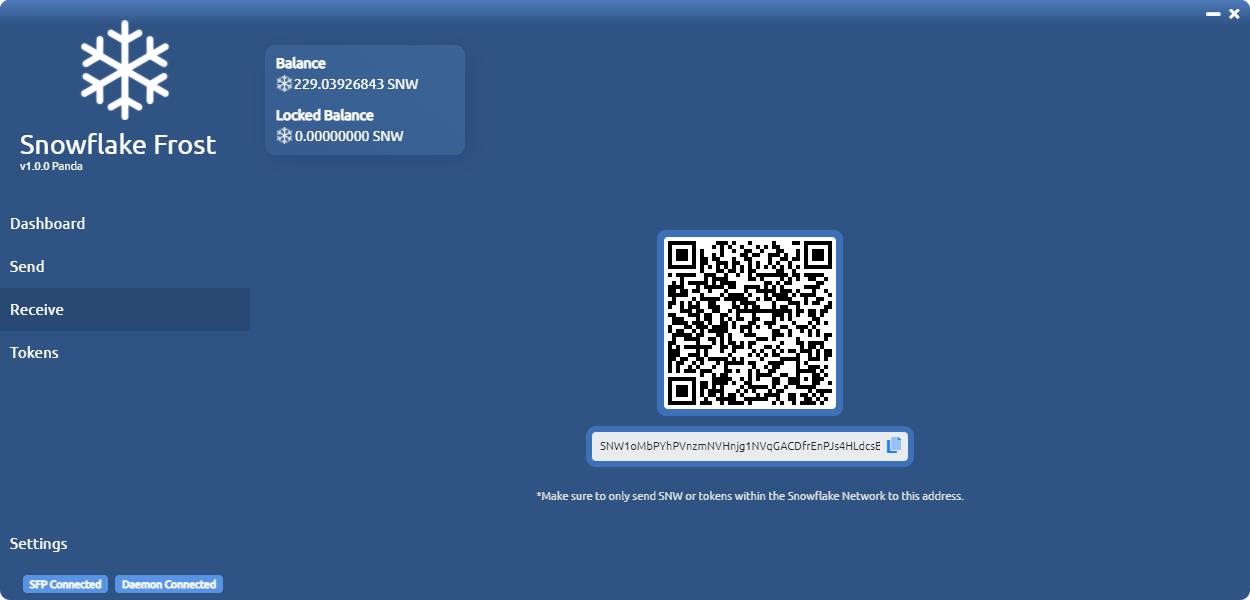 Snowflake Frost
v1.0.0 Panda
Balance
229.03926843 SNW
Locked Balance
0.00000000 SNW
Dashboard
Send
Receive
Tokens
SNW1oMbPYhPVnzmNVHnjg1NVqGACDfrEnPJs4HLdcsE
*Make sure to only send SNW or tokens within the Snowflake Network to this address.
Settings
SFP Connected
Daemon Connected